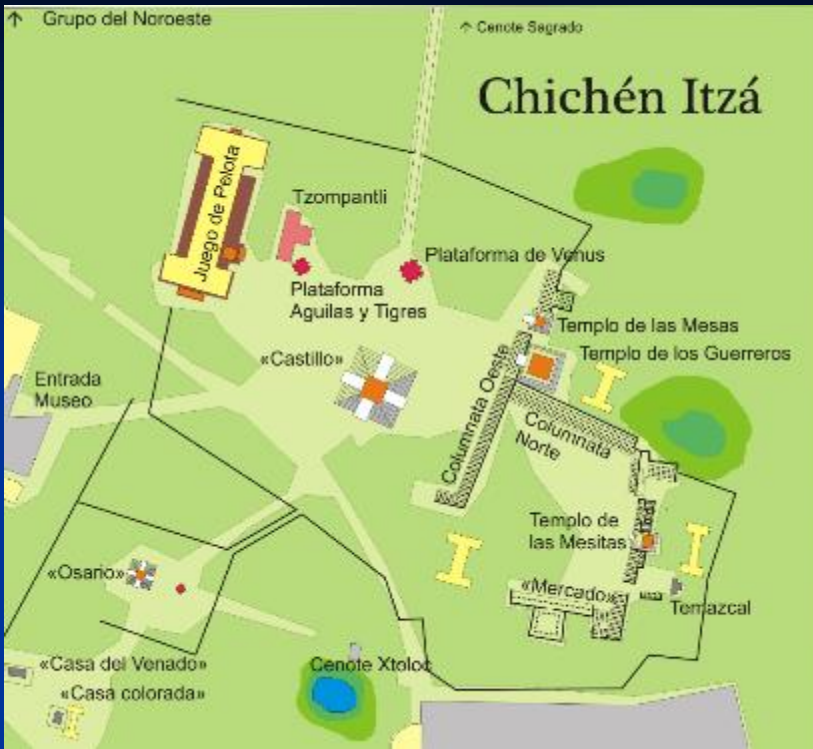 Grupo del Noroeste
Cenote Sagrado
Chichén Itzá
Juego de Pelota
Tzompantli
Plataforma de Venus
Plataforma
Aguilas y Tigres
Templo de las Mesas
Templo de los Guerreros
«Castillo»
Entrada
Museo
Columnata Oeste
Columnata
Norte
Templo de
las Mesitas
«Osario»
«Mercado»
Temazcal
«Casa del Venado»
Cenote Xtoloc
«Casa colorada»